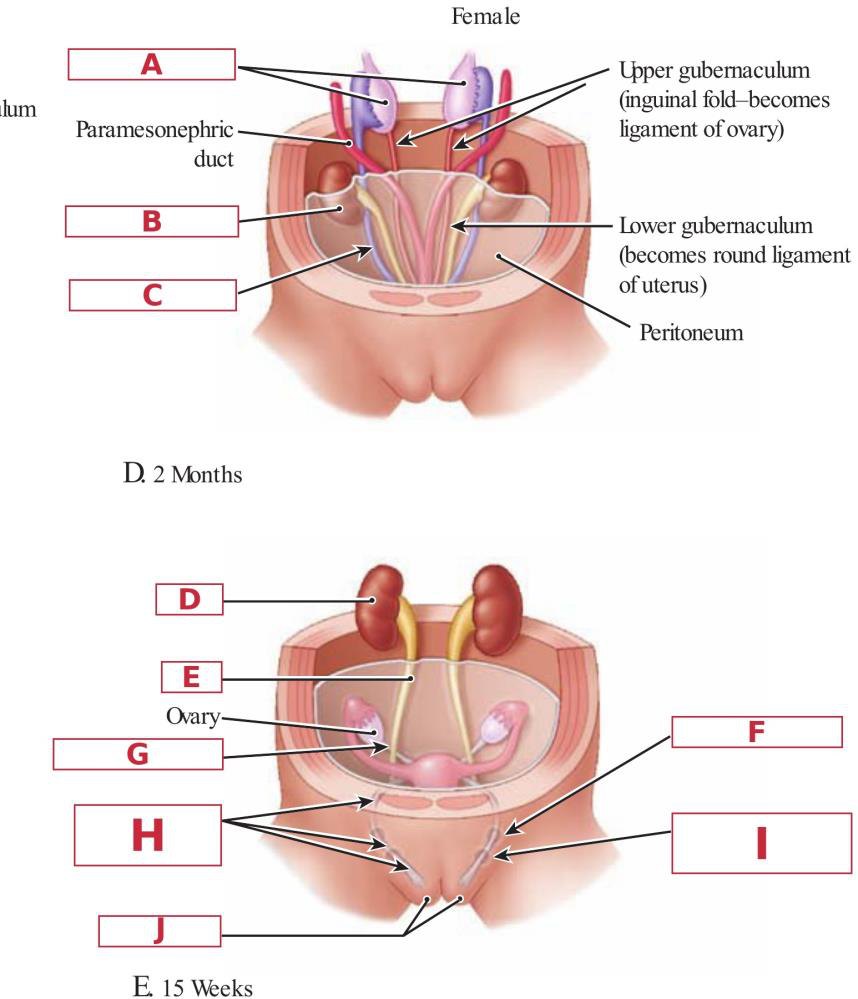 Female
A
Upper gubernaculum
(inguinal fold–becomes
ligament of ovary)
Paramesonephric
duct
B
Lower gubernaculum
(becomes round ligament
of uterus)
C
Peritoneum
D. 2 Months
D
E
Ovary
F
G
H
I
J
E. 15 Weeks